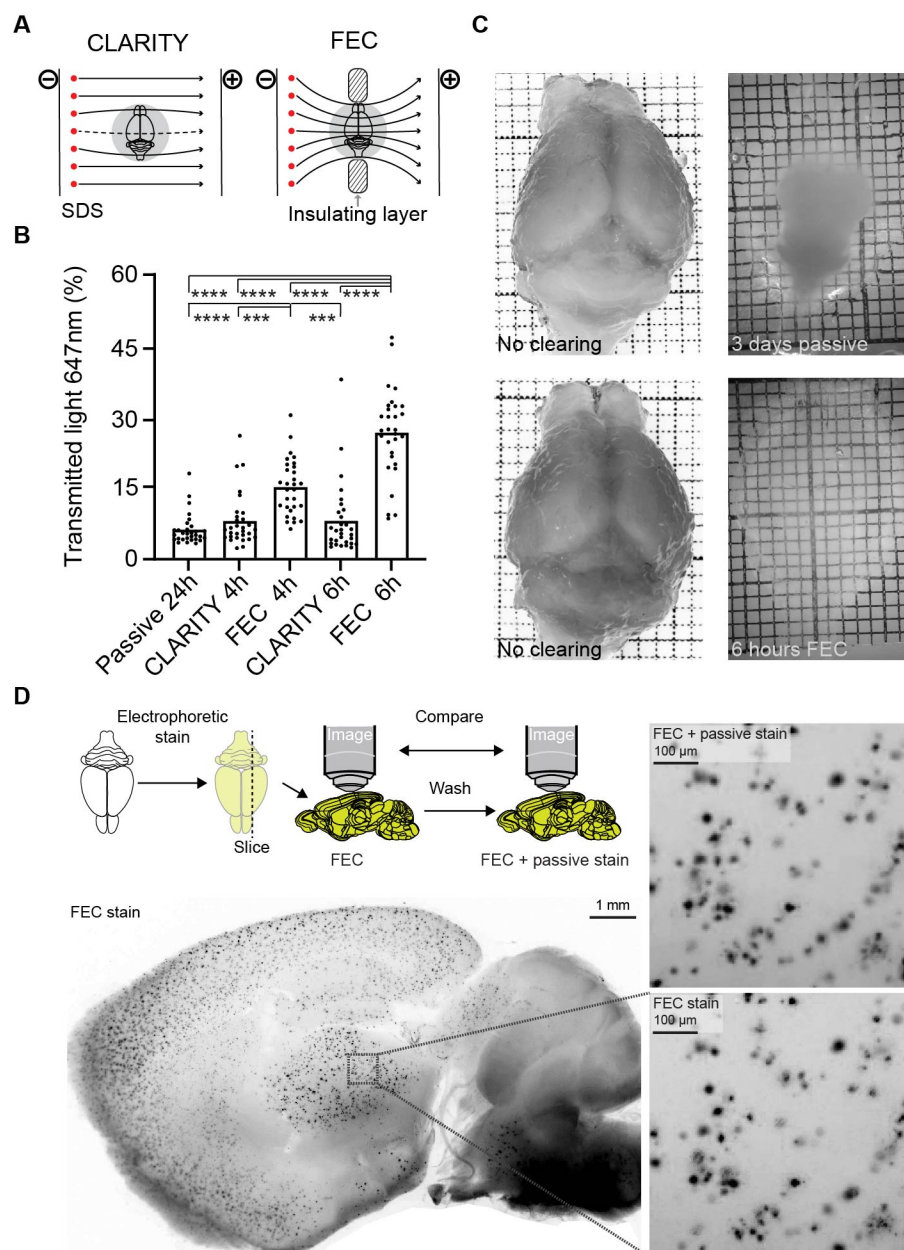 A
CLARITY
FEC
SDS
Insulating layer
B
Transmitted light 647nm (%)
60
45
30
15
0
**** **** **** ****
**** *** ***
Passive 24h
CLARITY 4h
FEC 4h
CLARITY 6h
FEC 6h
C
No clearing
3 days passive
No clearing
6 hours FEC
D
Electrophoretic
stain
Slice
Image
FEC
Compare
Wash
Image
FEC + passive stain
FEC stain
1 mm
FEC + passive stain
100 µm
FEC stain
100 µm